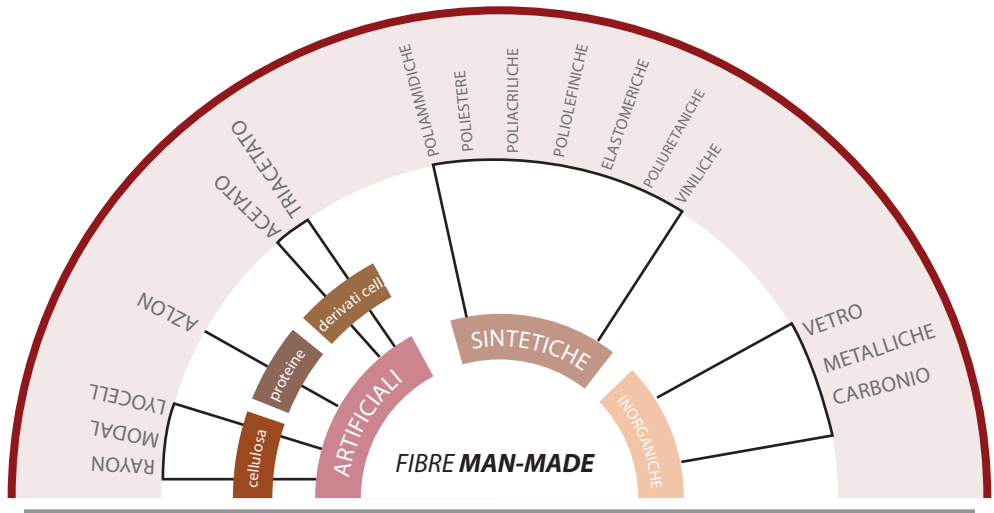 POLIAMMIDICHE
POLIESTERE
POLIACRILICHE
POLIOLEFINICHE
ELASTOMERICHE
POLIURETANICHE
VINILICHE
TRIACETATO
ACETATO
AZLON
LYOCELL
MODAL
RAYON
derivati cell
proteine
cellulosa
ARTIFICIALI
SINTETICHE
INORGANICHE
VETRO
METALLICHE
CARBONIO
FIBRE MAN-MADE